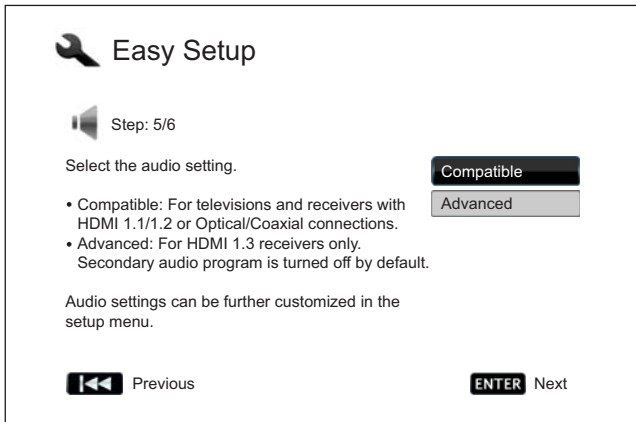 Easy Setup
Step: 5/6
Select the audio setting.
• Compatible: For televisions and receivers with
HDMI 1.1/1.2 or Optical/Coaxial connections.
• Advanced: For HDMI 1.3 receivers only.
Secondary audio program is turned off by default.
Audio settings can be further customized in the
setup menu.
Compatible
Advanced
Previous
ENTER Next